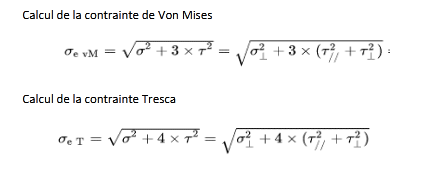 Calcul de la contrainte de Von Mises
σₑ ᵥM = √(σ² + 3 × τ²) = √(σ⊥² + 3 × (τ//² + τ⊥²)) :
Calcul de la contrainte Tresca
σₑ T = √(σ² + 4 × τ²) = √(σ⊥² + 4 × (τ//² + τ⊥²))